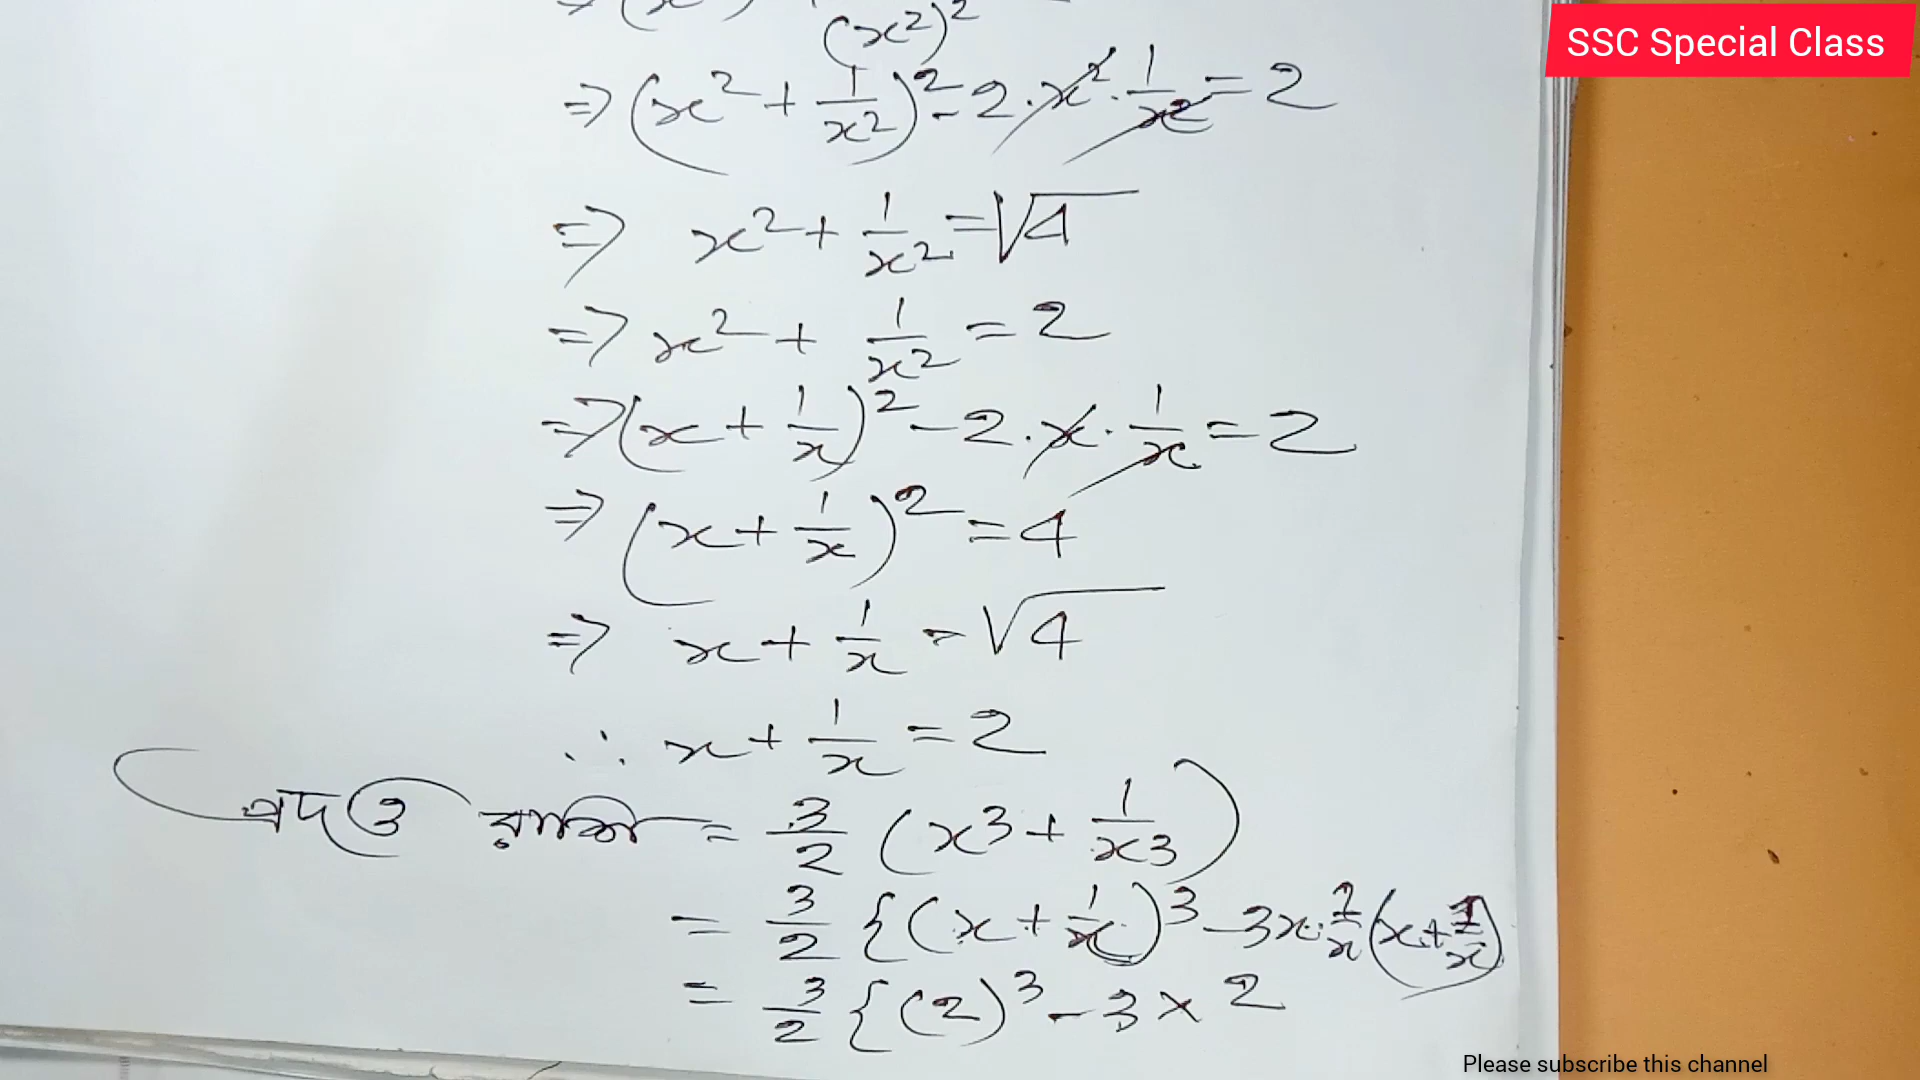 SSC Special Class
(x²)²
⇒ (x² + 1/x²)² - 2 · x² · 1/x² = 2
⇒ x² + 1/x² = √4
⇒ x² + 1/x² = 2
⇒ (x + 1/x)² - 2 · x · 1/x = 2
⇒ (x + 1/x)² = 4
⇒ x + 1/x = √4
∴ x + 1/x = 2
প্রদত্ত রাশি = 3/2 (x³ + 1/x³)
= 3/2 {(x + 1/x)³ - 3x · 1/x (x + 1/x)
= 3/2 {(2)³ - 3 × 2
Please subscribe this channel